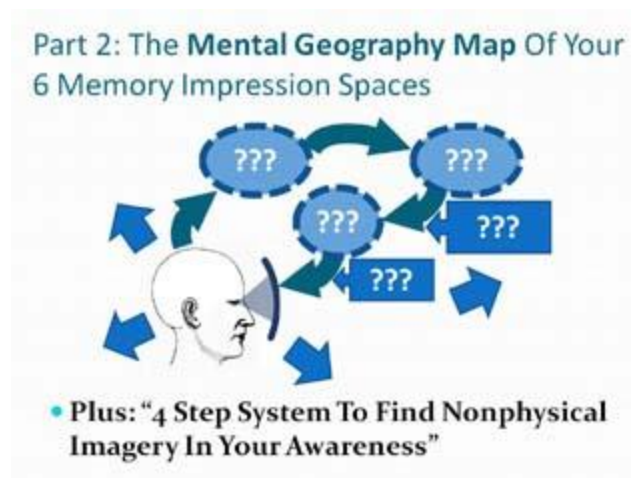 Part 2: The Mental Geography Map Of Your
6 Memory Impression Spaces
???
???
???
???
???
• Plus: “4 Step System To Find Nonphysical
Imagery In Your Awareness”